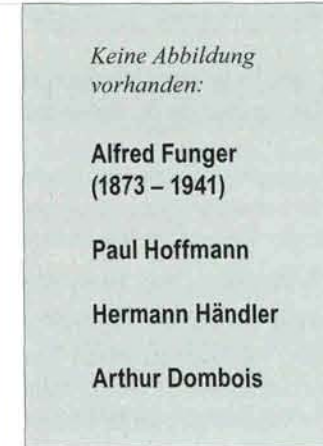 Keine Abbildung
vorhanden:
Alfred Funger
(1873 – 1941)
Paul Hoffmann
Hermann Händler
Arthur Dombois